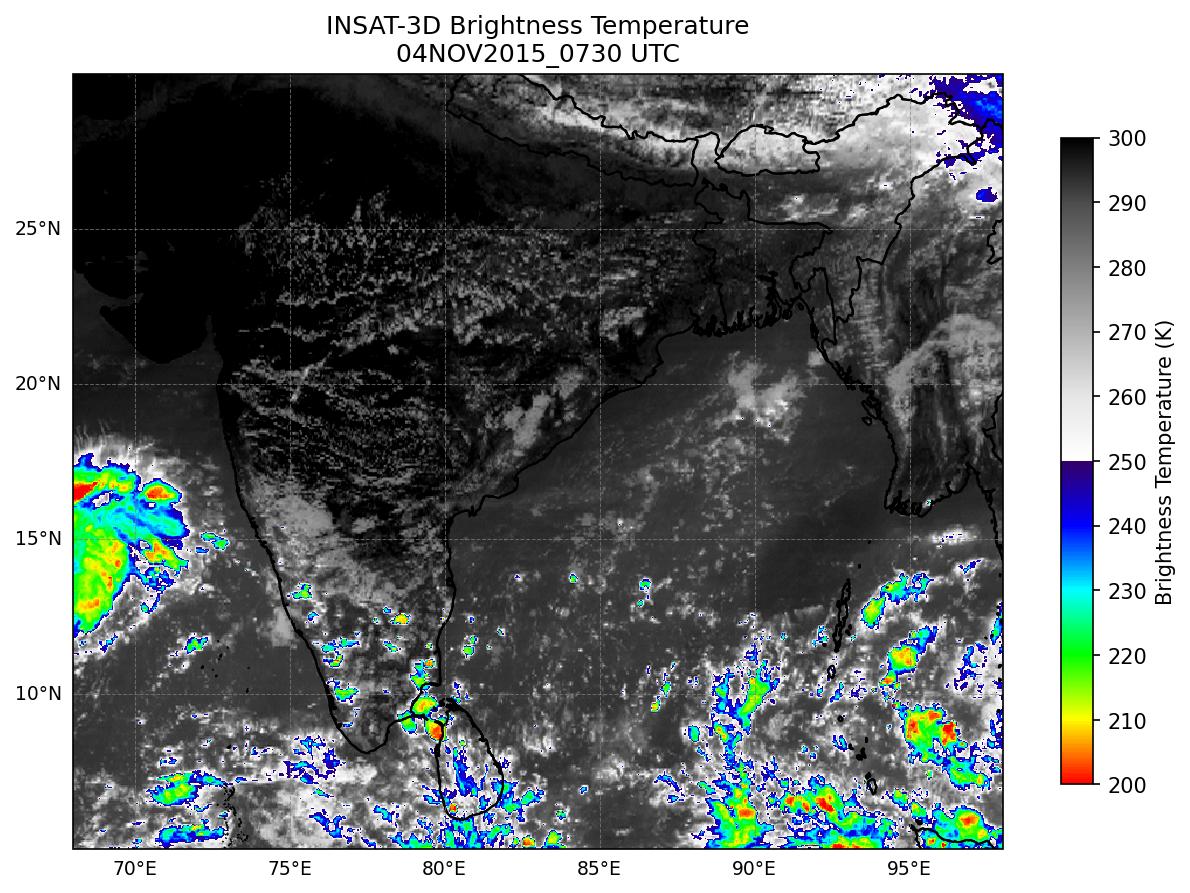 INSAT-3D Brightness Temperature
04NOV2015_0730 UTC
25°N
20°N
15°N
10°N
70°E
75°E
80°E
85°E
90°E
95°E
300
290
280
270
260
250
240
230
220
210
200
Brightness Temperature (K)